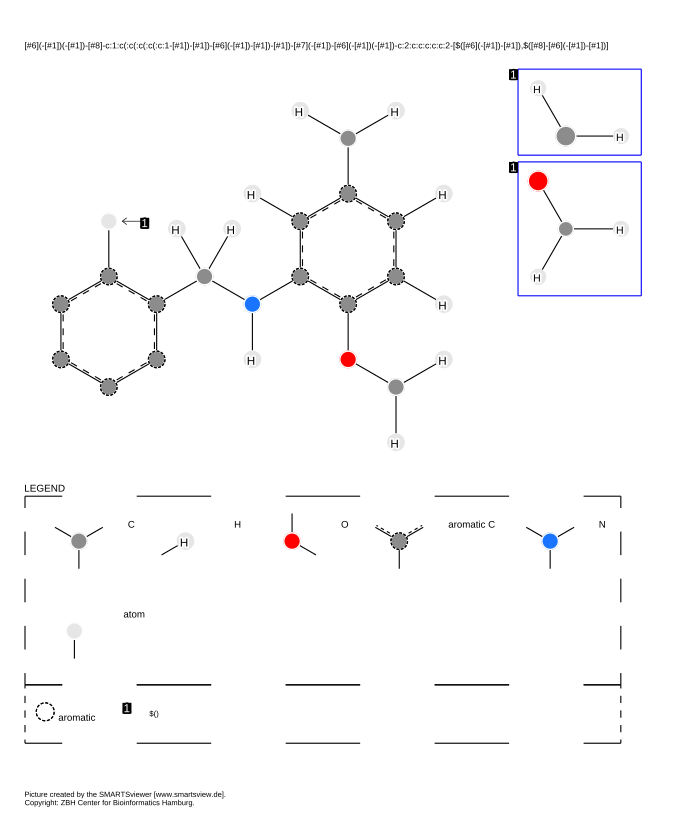 [#6](-[#1])(-[#1])-[#8]-c:1:c(:c(:c(:c(:c:1-[#1])-[#1])-[#6](-[#1])(-[#1])-[#1])-[#1])-[#7](-[#1])-[#6](-[#1])(-[#1])-c:2:c:c:c:c:c:2-[$([#6](-[#1])-[#1]),$([#8]-[#6](-[#1])-[#1])]
1
H
H
H
H
H
1
H
O
H H
H H
1
H
H
H
H H
H
H
LEGEND
C H O aromatic C N
H
atom
aromatic 1 $()
Picture created by the SMARTSviewer [www.smartsview.de].
Copyright: ZBH Center for Bioinformatics Hamburg.